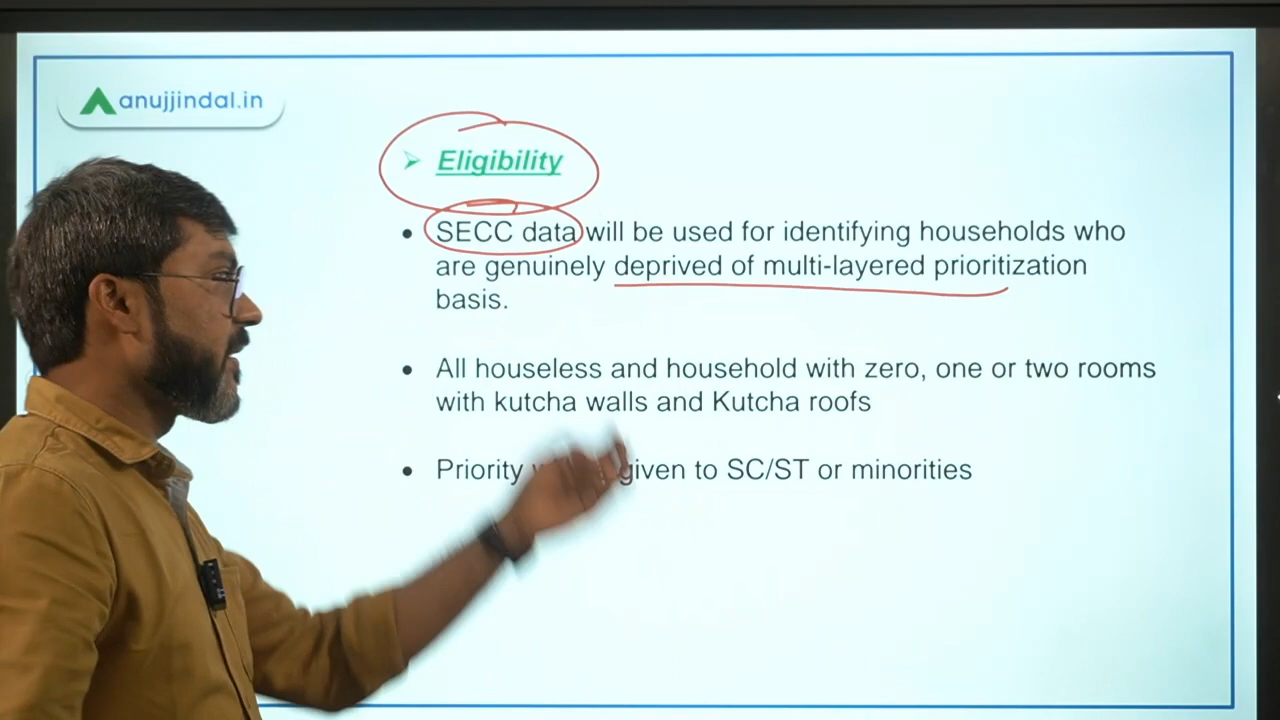 anujjindal.in
➢ Eligibility
• SECC data will be used for identifying households who
are genuinely deprived of multi-layered prioritization
basis.
• All houseless and household with zero, one or two rooms
with kutcha walls and Kutcha roofs
• Priority given to SC/ST or minorities